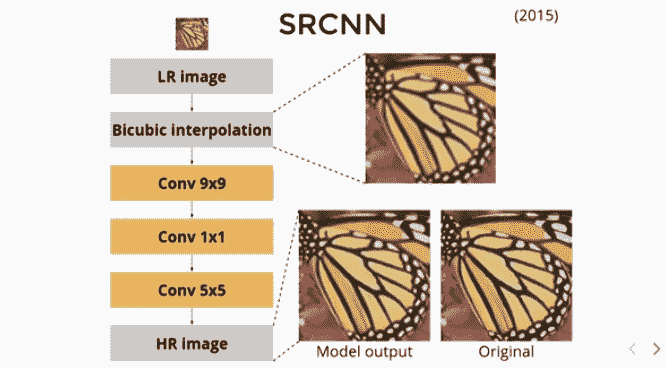 SRCNN
(2015)
LR image
Bicubic interpolation
Conv 9x9
Conv 1x1
Conv 5x5
HR image
Model output
Original